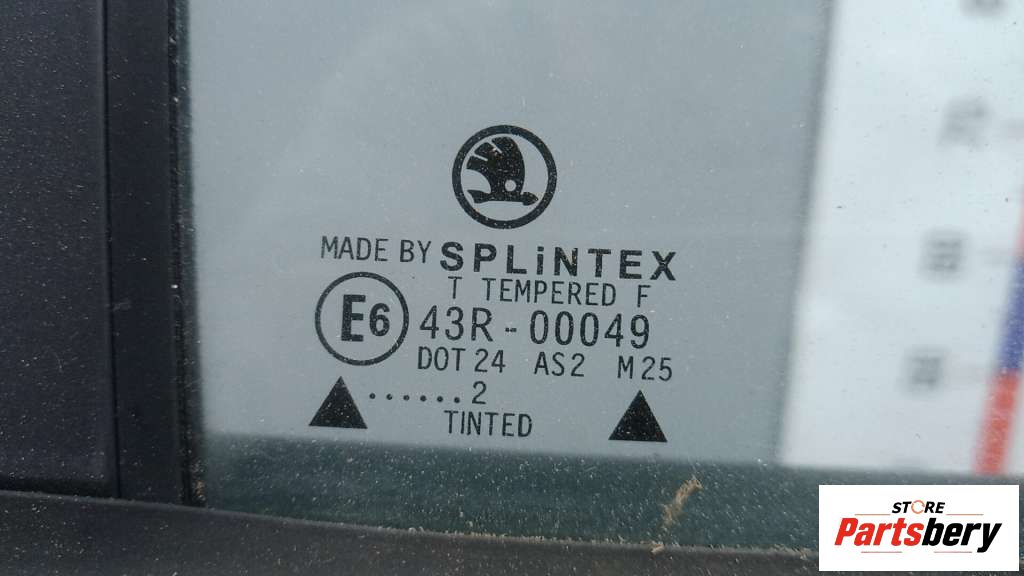 MADE BY SPLiNTEX
T TEMPERED F
E6 43R-00049
DOT 24 AS2 M25
......2
TINTED
STORE
Partsbery